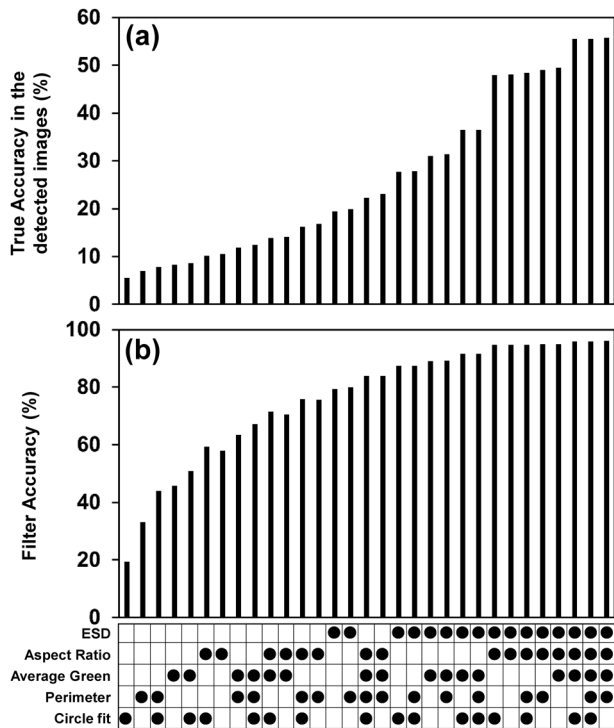 (a)
True Accuracy in the
detected images (%)
60
50
40
30
20
10
0
(b)
Filter Accuracy (%)
100
80
60
40
20
0
ESD
Aspect Ratio
Average Green
Perimeter
Circle fit